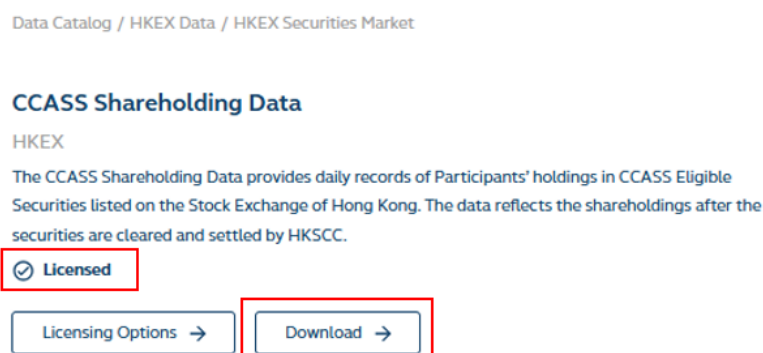 Data Catalog / HKEX Data / HKEX Securities Market
CCASS Shareholding Data
HKEX
The CCASS Shareholding Data provides daily records of Participants' holdings in CCASS Eligible
Securities listed on the Stock Exchange of Hong Kong. The data reflects the shareholdings after the
securities are cleared and settled by HKSCC.
Licensed
Licensing Options → Download →